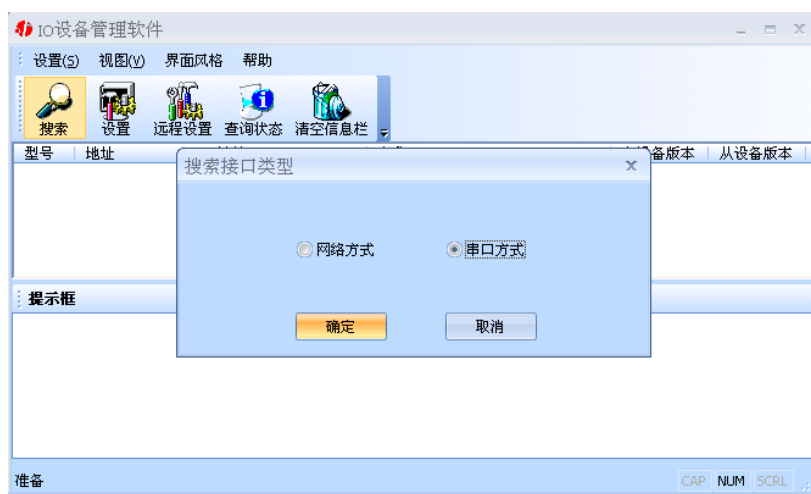 IO设备管理软件
设置(S) 视图(V) 界面风格 帮助
搜索 设置 远程设置 查询状态 清空信息栏
型号 地址 备版本 从设备版本
搜索接口类型
网络方式 串口方式
提示框
确定 取消
准备 CAP NUM SCRL